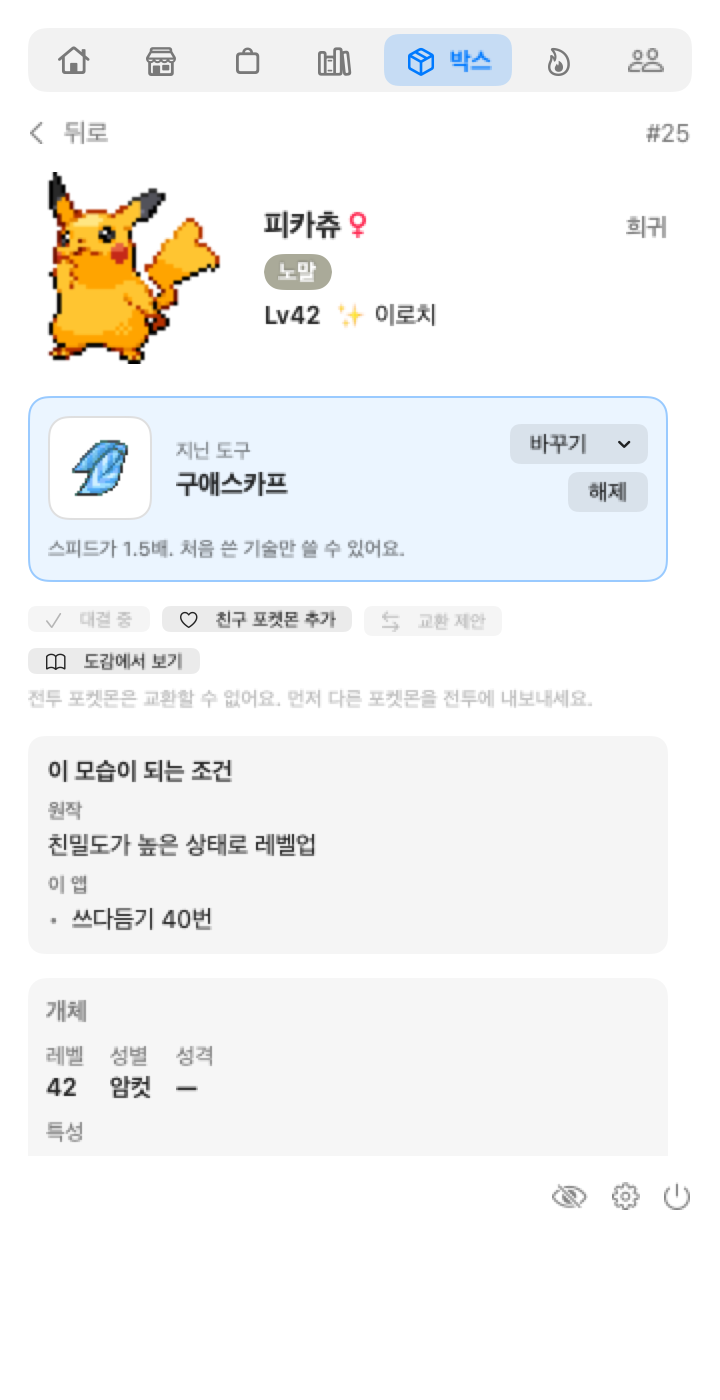 박스
뒤로
#25
피카츄♀
희귀
노말
Lv42 ✨ 이로치
지닌 도구
구애스카프
바꾸기
해제
스피드가 1.5배. 처음 쓴 기술만 쓸 수 있어요.
대결 중
친구 포켓몬 추가
교환 제안
도감에서 보기
전투 포켓몬은 교환할 수 없어요. 먼저 다른 포켓몬을 전투에 내보내세요.
이 모습이 되는 조건
원작
친밀도가 높은 상태로 레벨업
이 앱
• 쓰다듬기 40번
개체
레벨 성별 성격
42 암컷 —
특성